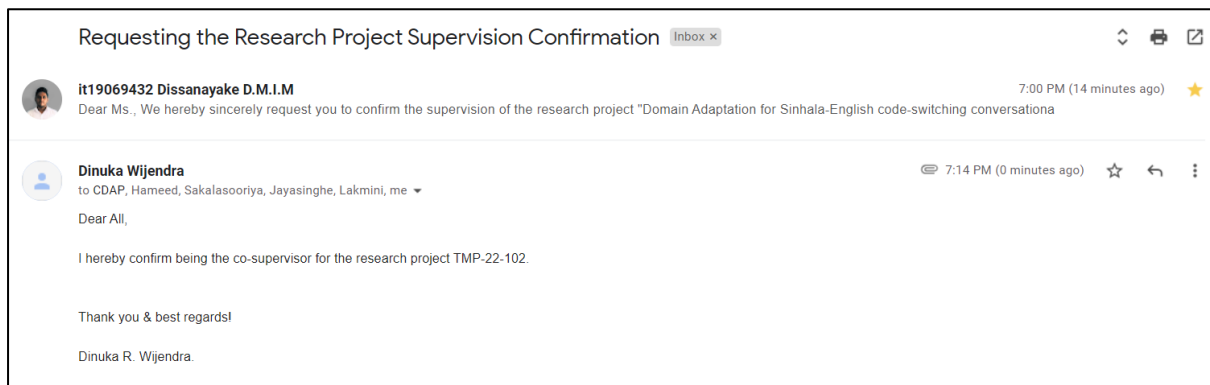 Requesting the Research Project Supervision Confirmation Inbox ×
it19069432 Dissanayake D.M.I.M 7:00 PM (14 minutes ago)
Dear Ms., We hereby sincerely request you to confirm the supervision of the research project "Domain Adaptation for Sinhala-English code-switching conversationa
Dinuka Wijendra 7:14 PM (0 minutes ago)
to CDAP, Hameed, Sakalasooriya, Jayasinghe, Lakmini, me
Dear All,
I hereby confirm being the co-supervisor for the research project TMP-22-102.
Thank you & best regards!
Dinuka R. Wijendra.